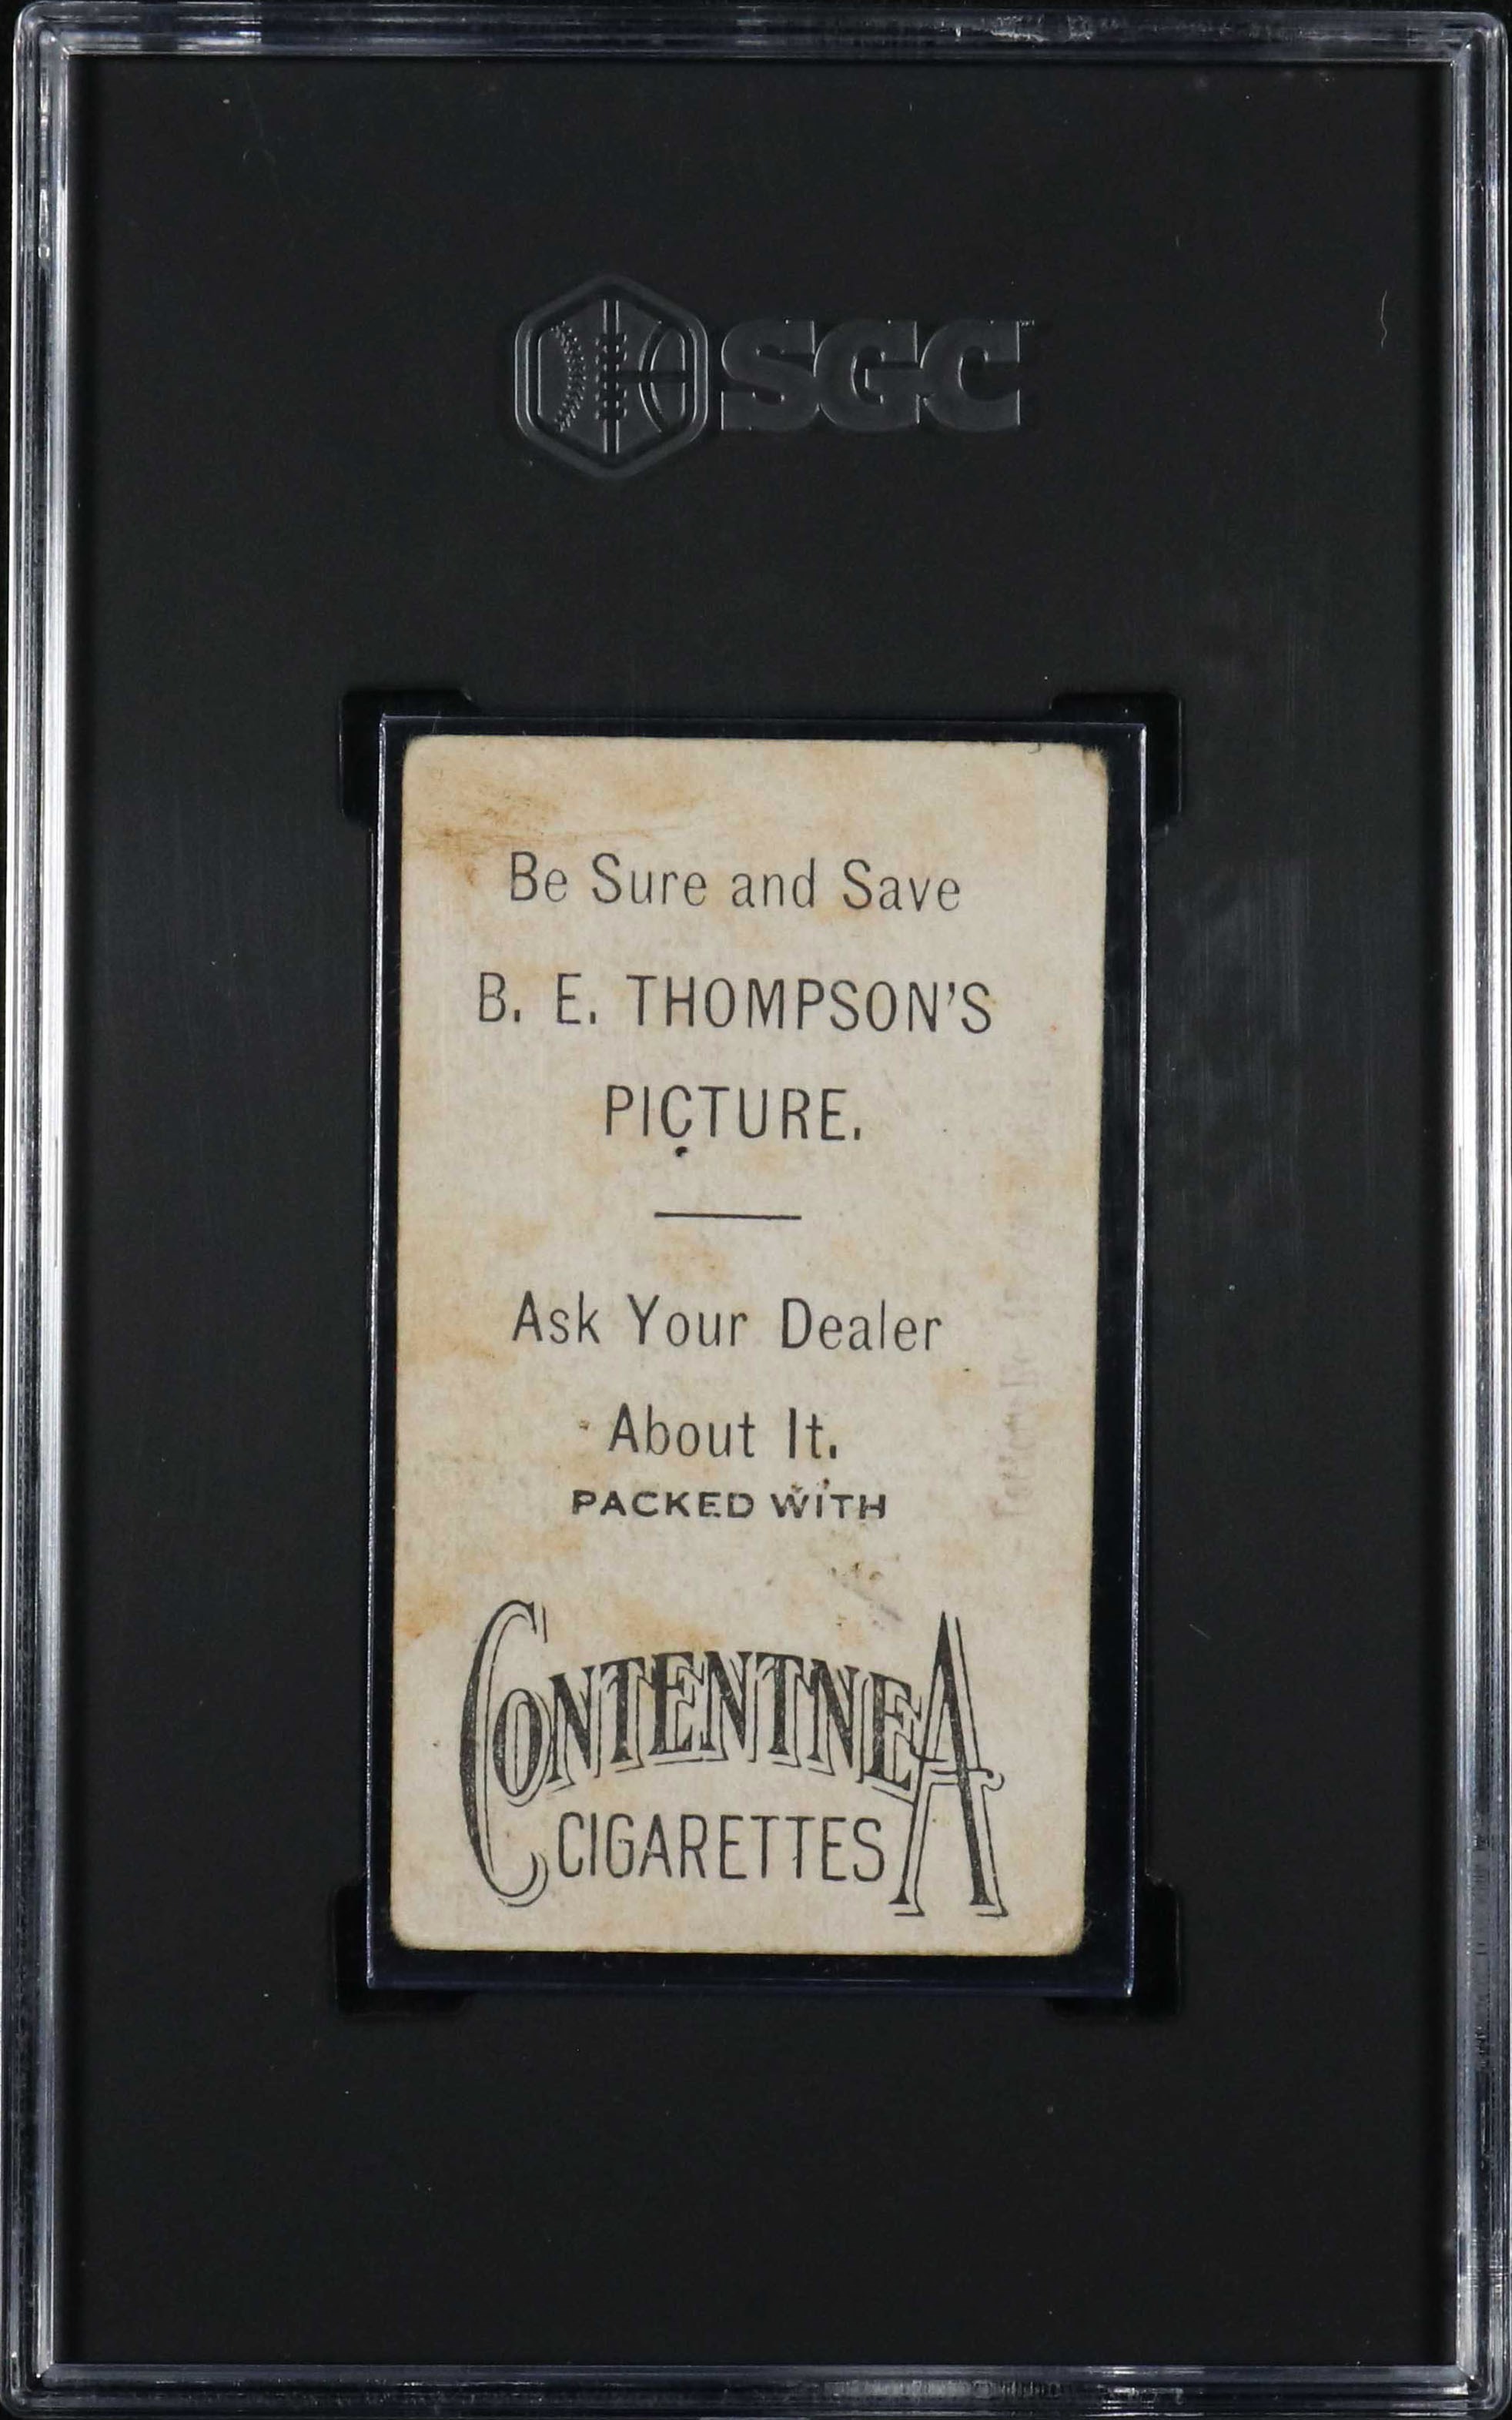 SGC
Be Sure and Save
B. E. THOMPSON'S
PICTURE.
Ask Your Dealer
About It.
PACKED WITH
CONTENTNEA
CIGARETTES